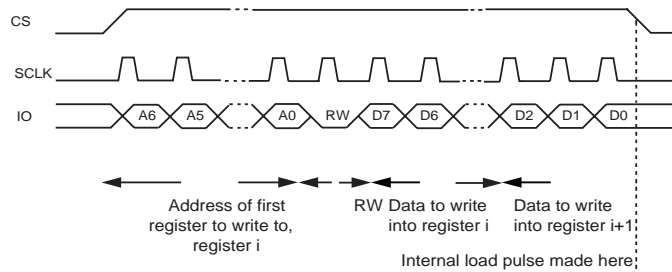 CS
SCLK
IO A6 A5 A0 RW D7 D6 D2 D1 D0
Address of first register to write to, register i
RW
Data to write into register i
Data to write into register i+1
Internal load pulse made here